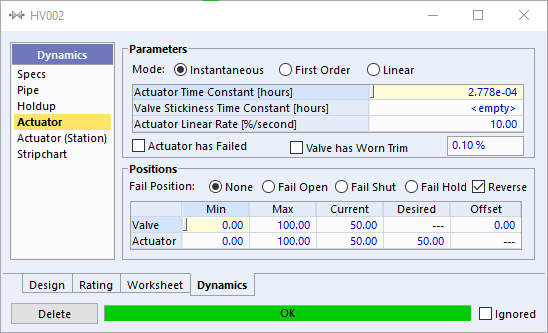 HV002
Dynamics
Specs
Pipe
Holdup
Actuator
Actuator (Station)
Stripchart
Parameters
Mode: Instantaneous First Order Linear
Actuator Time Constant [hours] 2.778e-04
Valve Stickiness Time Constant [hours] <empty>
Actuator Linear Rate [%/second] 10.00
Actuator has Failed Valve has Worn Trim 0.10 %
Positions
Fail Position: None Fail Open Fail Shut Fail Hold Reverse
Min Max Current Desired Offset
Valve 0.00 100.00 50.00 --- 0.00
Actuator 0.00 100.00 50.00 50.00 ---
Design Rating Worksheet Dynamics
Delete OK Ignored